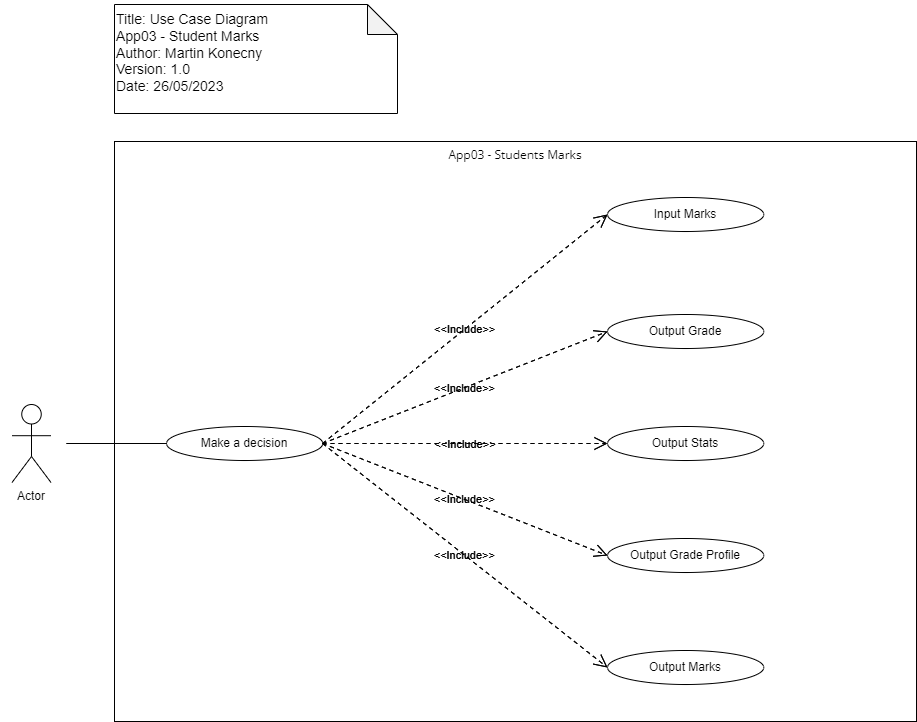 Title: Use Case Diagram
App03 - Student Marks
Author: Martin Konecny
Version: 1.0
Date: 26/05/2023
App03 - Students Marks
Input Marks
<<Include>>
Output Grade
<<Include>>
Make a decision
<<Include>>
Output Stats
Actor
<<Include>>
<<Include>>
Output Grade Profile
Output Marks